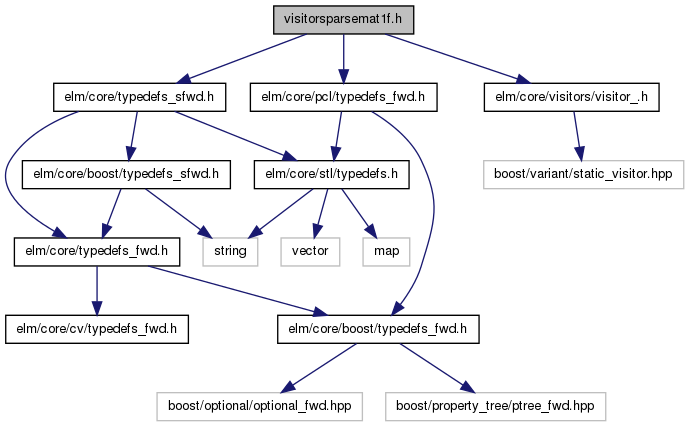 visitorsparsemat1f.h
elm/core/typedefs_sfwd.h
elm/core/pcl/typedefs_fwd.h
elm/core/visitors/visitor_.h
elm/core/boost/typedefs_sfwd.h
elm/core/stl/typedefs.h
boost/variant/static_visitor.hpp
elm/core/typedefs_fwd.h
string
vector
map
elm/core/cv/typedefs_fwd.h
elm/core/boost/typedefs_fwd.h
boost/optional/optional_fwd.hpp
boost/property_tree/ptree_fwd.hpp